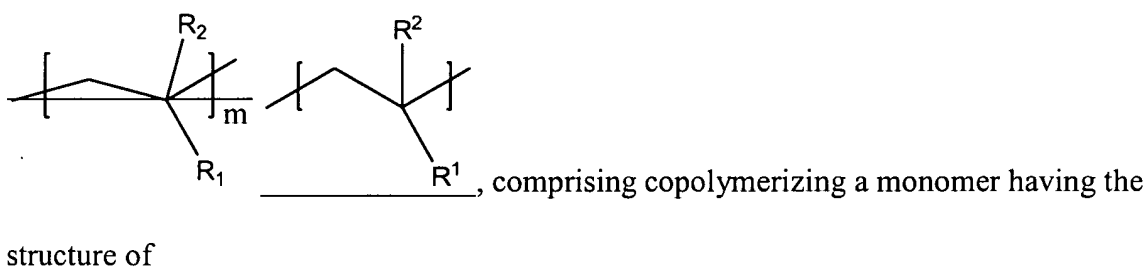 R₂ R²
m
R₁ R¹, comprising copolymerizing a monomer having the
structure of